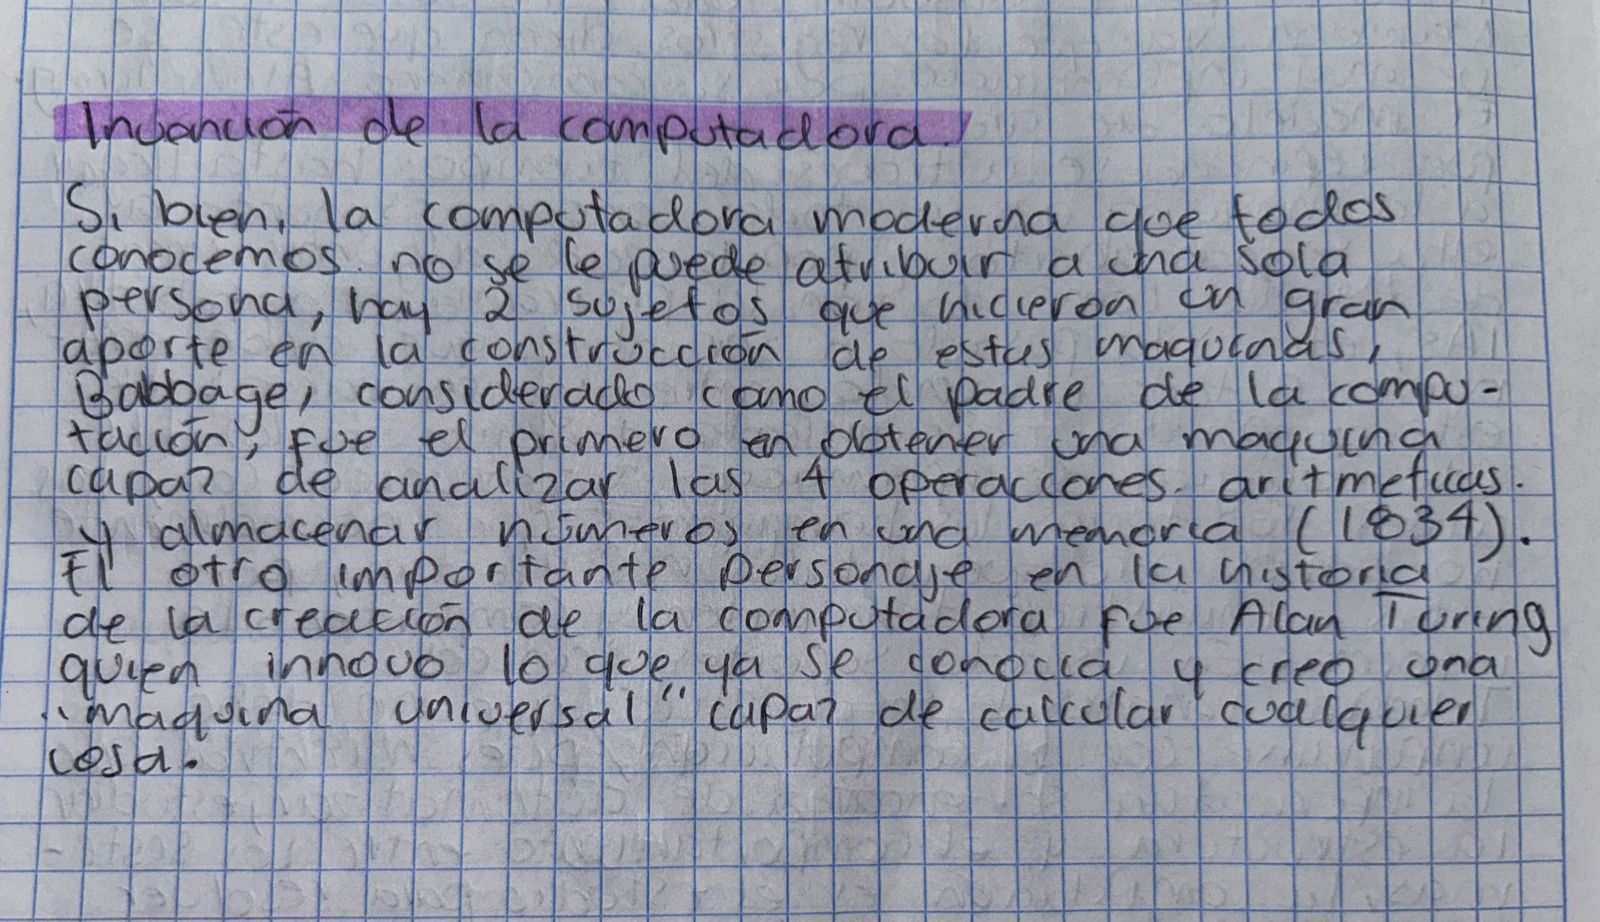 Invención de la computadora.
Si bien, la computadora moderna que todos
conocemos no se le puede atribuir a una sola
persona, hay 2 sujetos que hicieron un gran
aporte en la construcción de estas maquinas,
Babbage, considerado como el padre de la compu-
tación, fue el primero en obtener una maquina
capaz de analizar las 4 operaciones aritmeticas.
y almacenar números en una memoria (1834).
El otro importante personaje en la historia
de la creacción de la computadora fue Alan Turing
quien innovo lo que ya se conocia y creo una
"maquina universal" capaz de calcular cualquier
cosa.